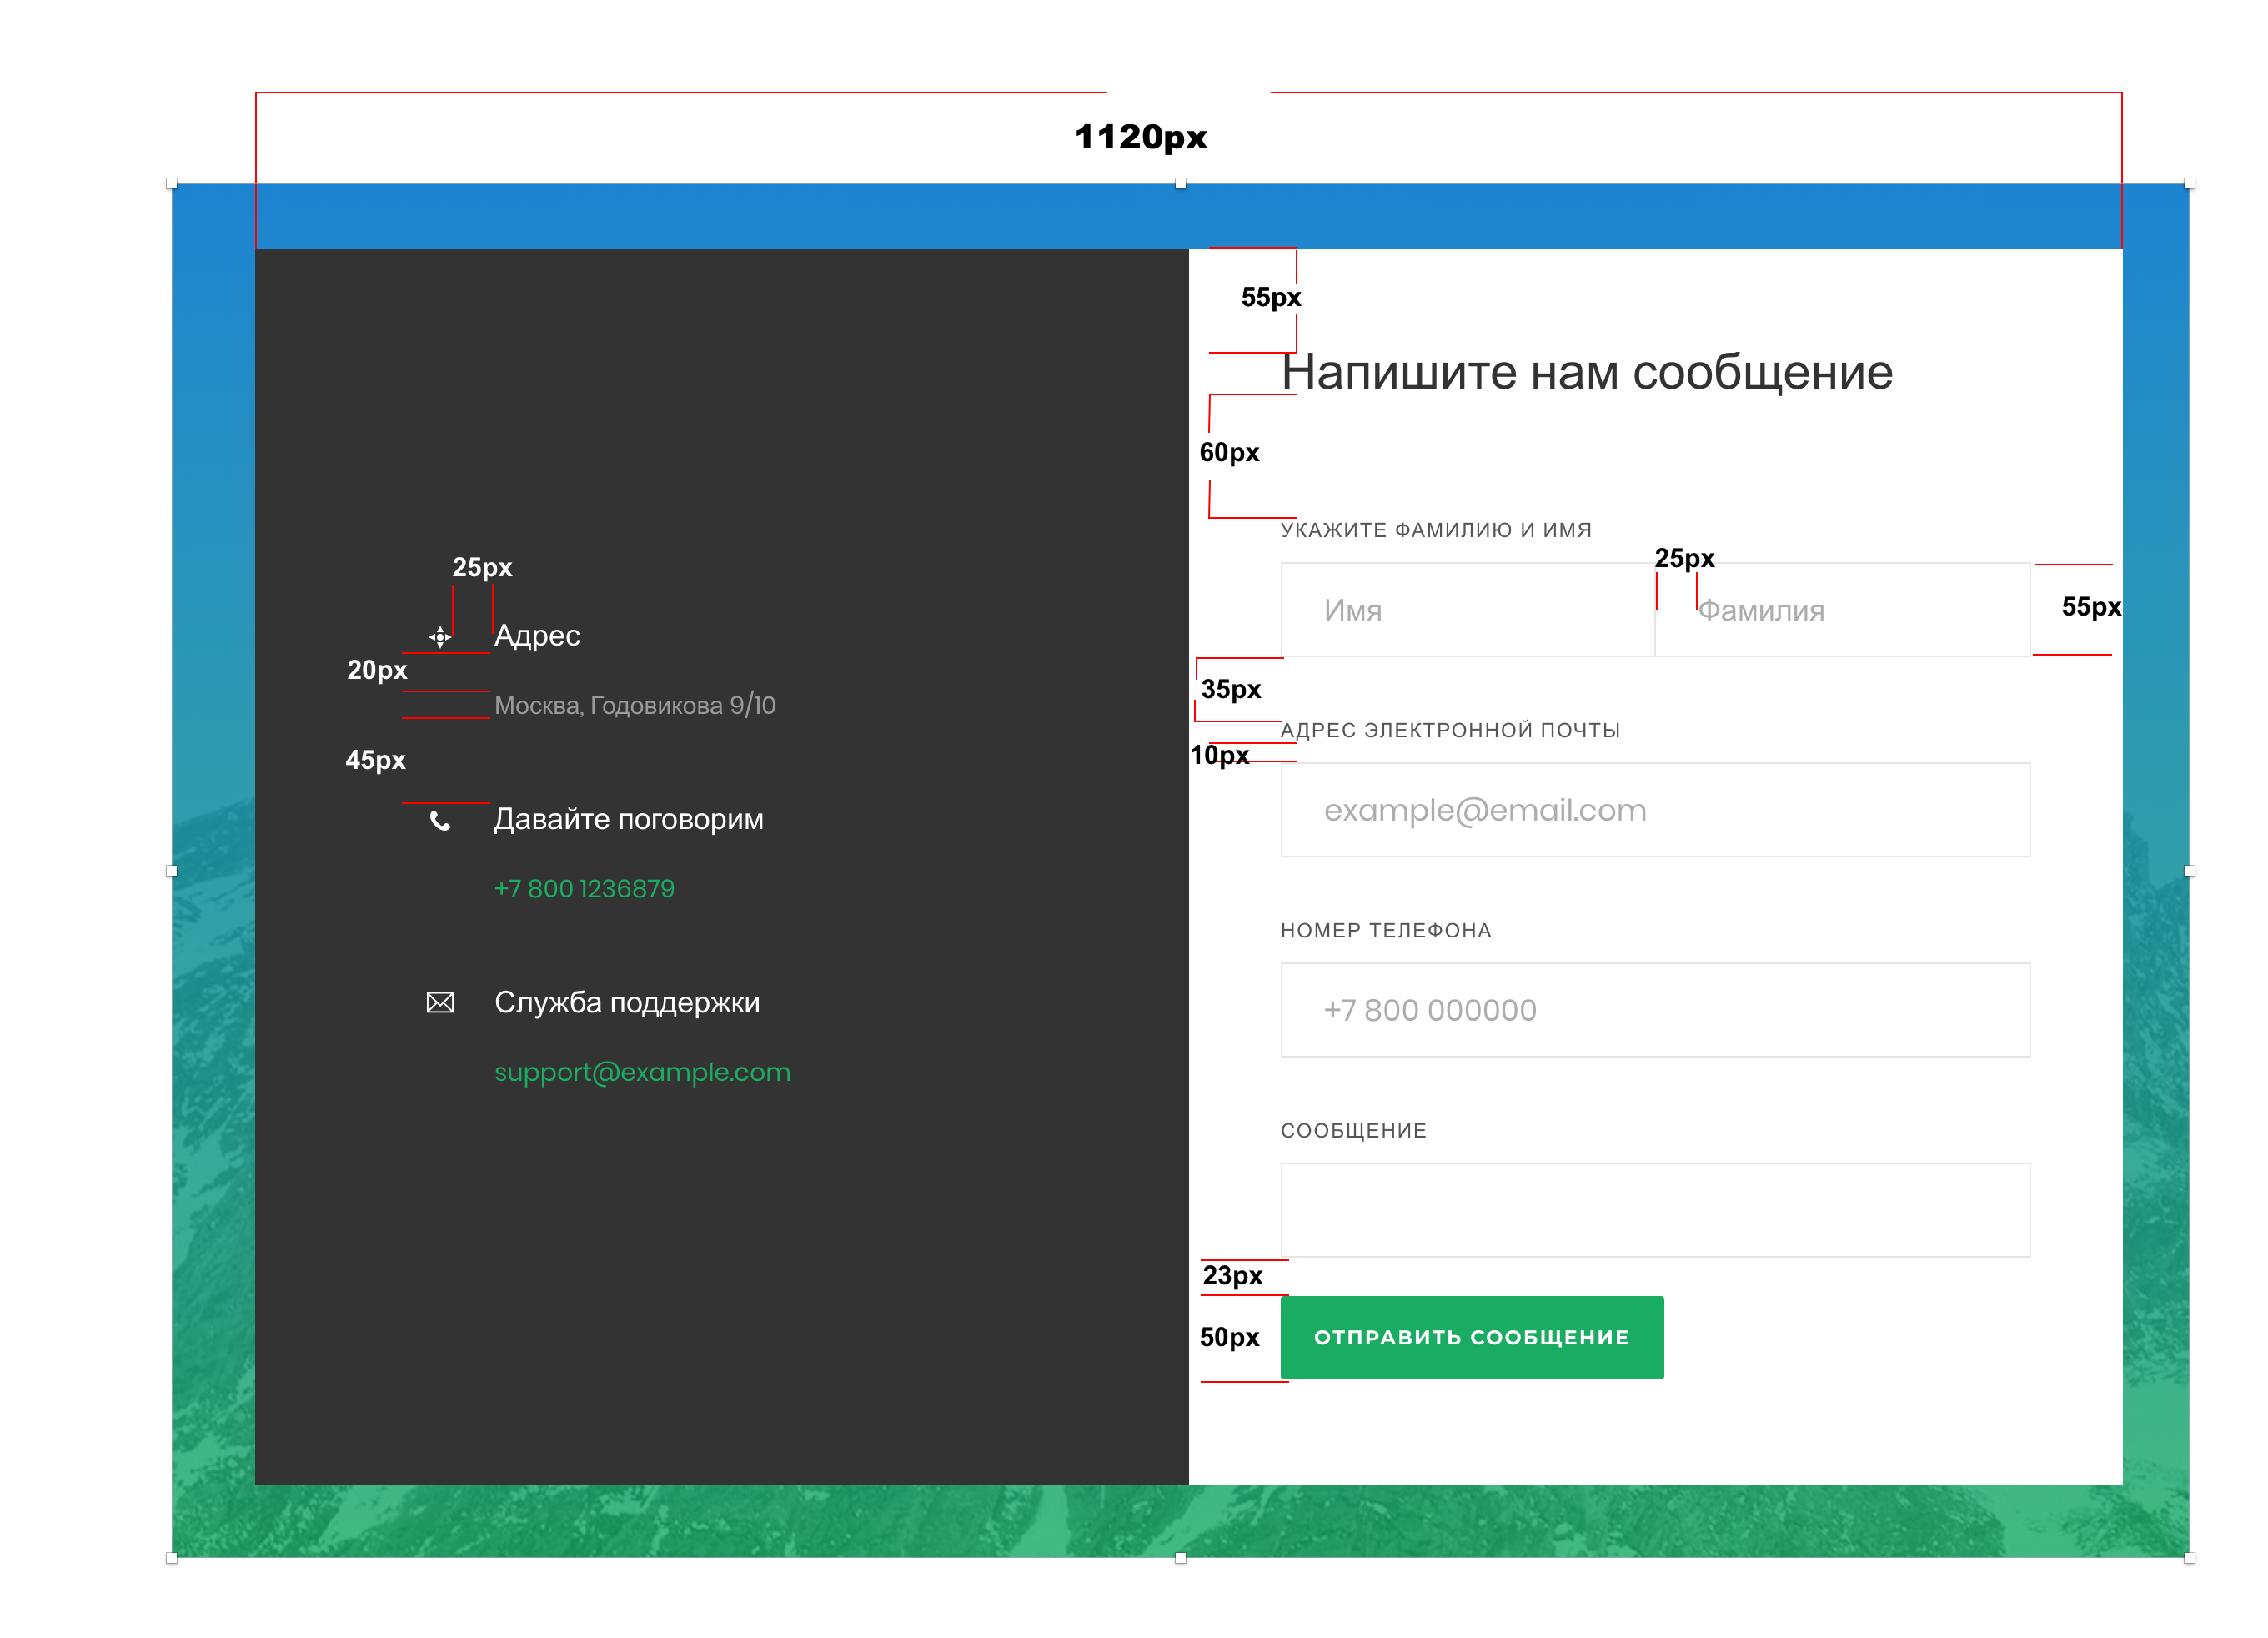 1120px
55px
Напишите нам сообщение
60px
УКАЖИТЕ ФАМИЛИЮ И ИМЯ
25px
Имя
Фамилия
55px
35px
АДРЕС ЭЛЕКТРОННОЙ ПОЧТЫ
10px
example@email.com
НОМЕР ТЕЛЕФОНА
+7 800 000000
СООБЩЕНИЕ
23px
50px
ОТПРАВИТЬ СООБЩЕНИЕ
25px
Адрес
20px
Москва, Годовикова 9/10
45px
Давайте поговорим
+7 800 1236879
Служба поддержки
support@example.com